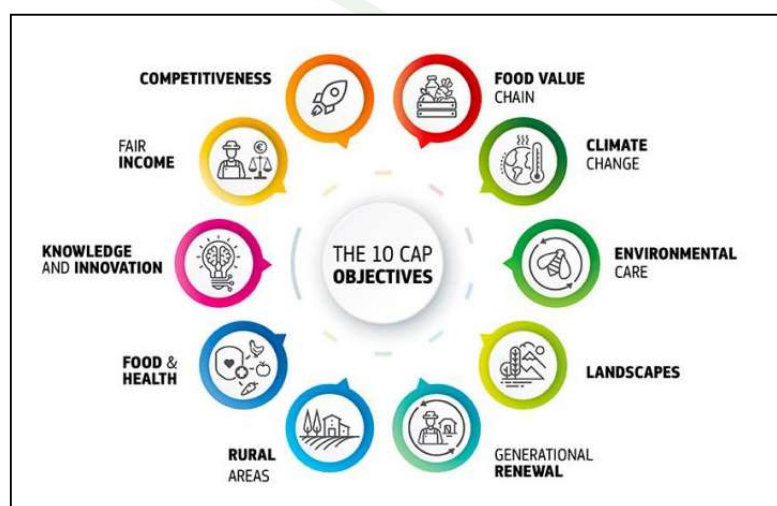 COMPETITIVENESS
FOOD VALUE
CHAIN
FAIR
INCOME
€
CLIMATE
CHANGE
KNOWLEDGE
AND INNOVATION
THE 10 CAP
OBJECTIVES
ENVIRONMENTAL
CARE
FOOD &
HEALTH
LANDSCAPES
RURAL
AREAS
GENERATIONAL
RENEWAL